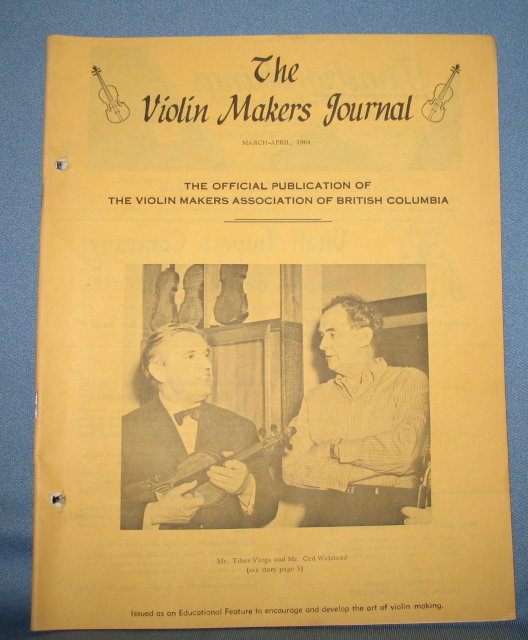 The
Violin Makers Journal
MARCH-APRIL, 1964
THE OFFICIAL PUBLICATION OF
THE VIOLIN MAKERS ASSOCIATION OF BRITISH COLUMBIA
Mr. Tibor Varga and Mr. Ced Welstead
(see story page 5)
Issued as an Educational Feature to encourage and develop the art of violin making.